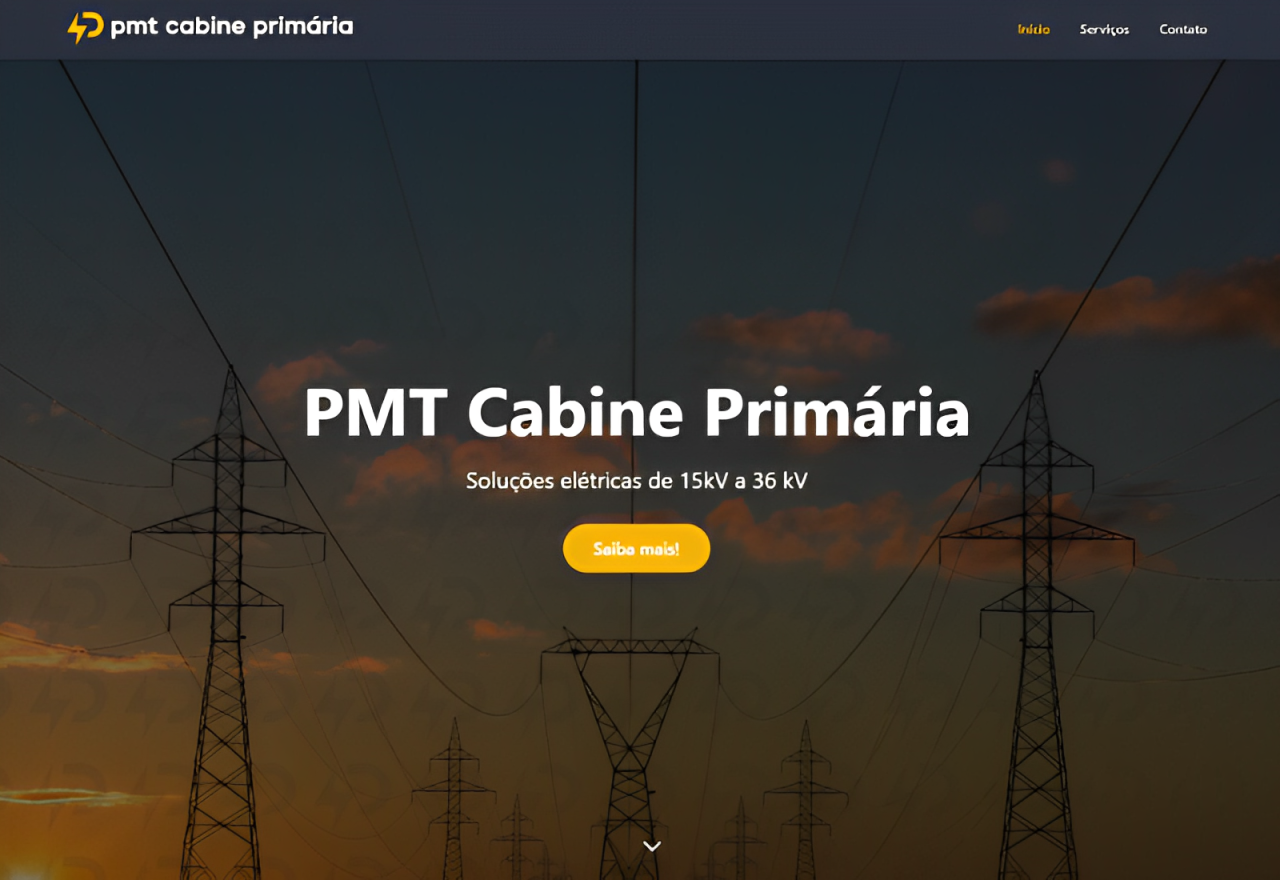 pmt cabine primária
Início
Serviços
Contato
PMT Cabine Primária
Soluções elétricas de 15kV a 36 kV
Saiba mais!